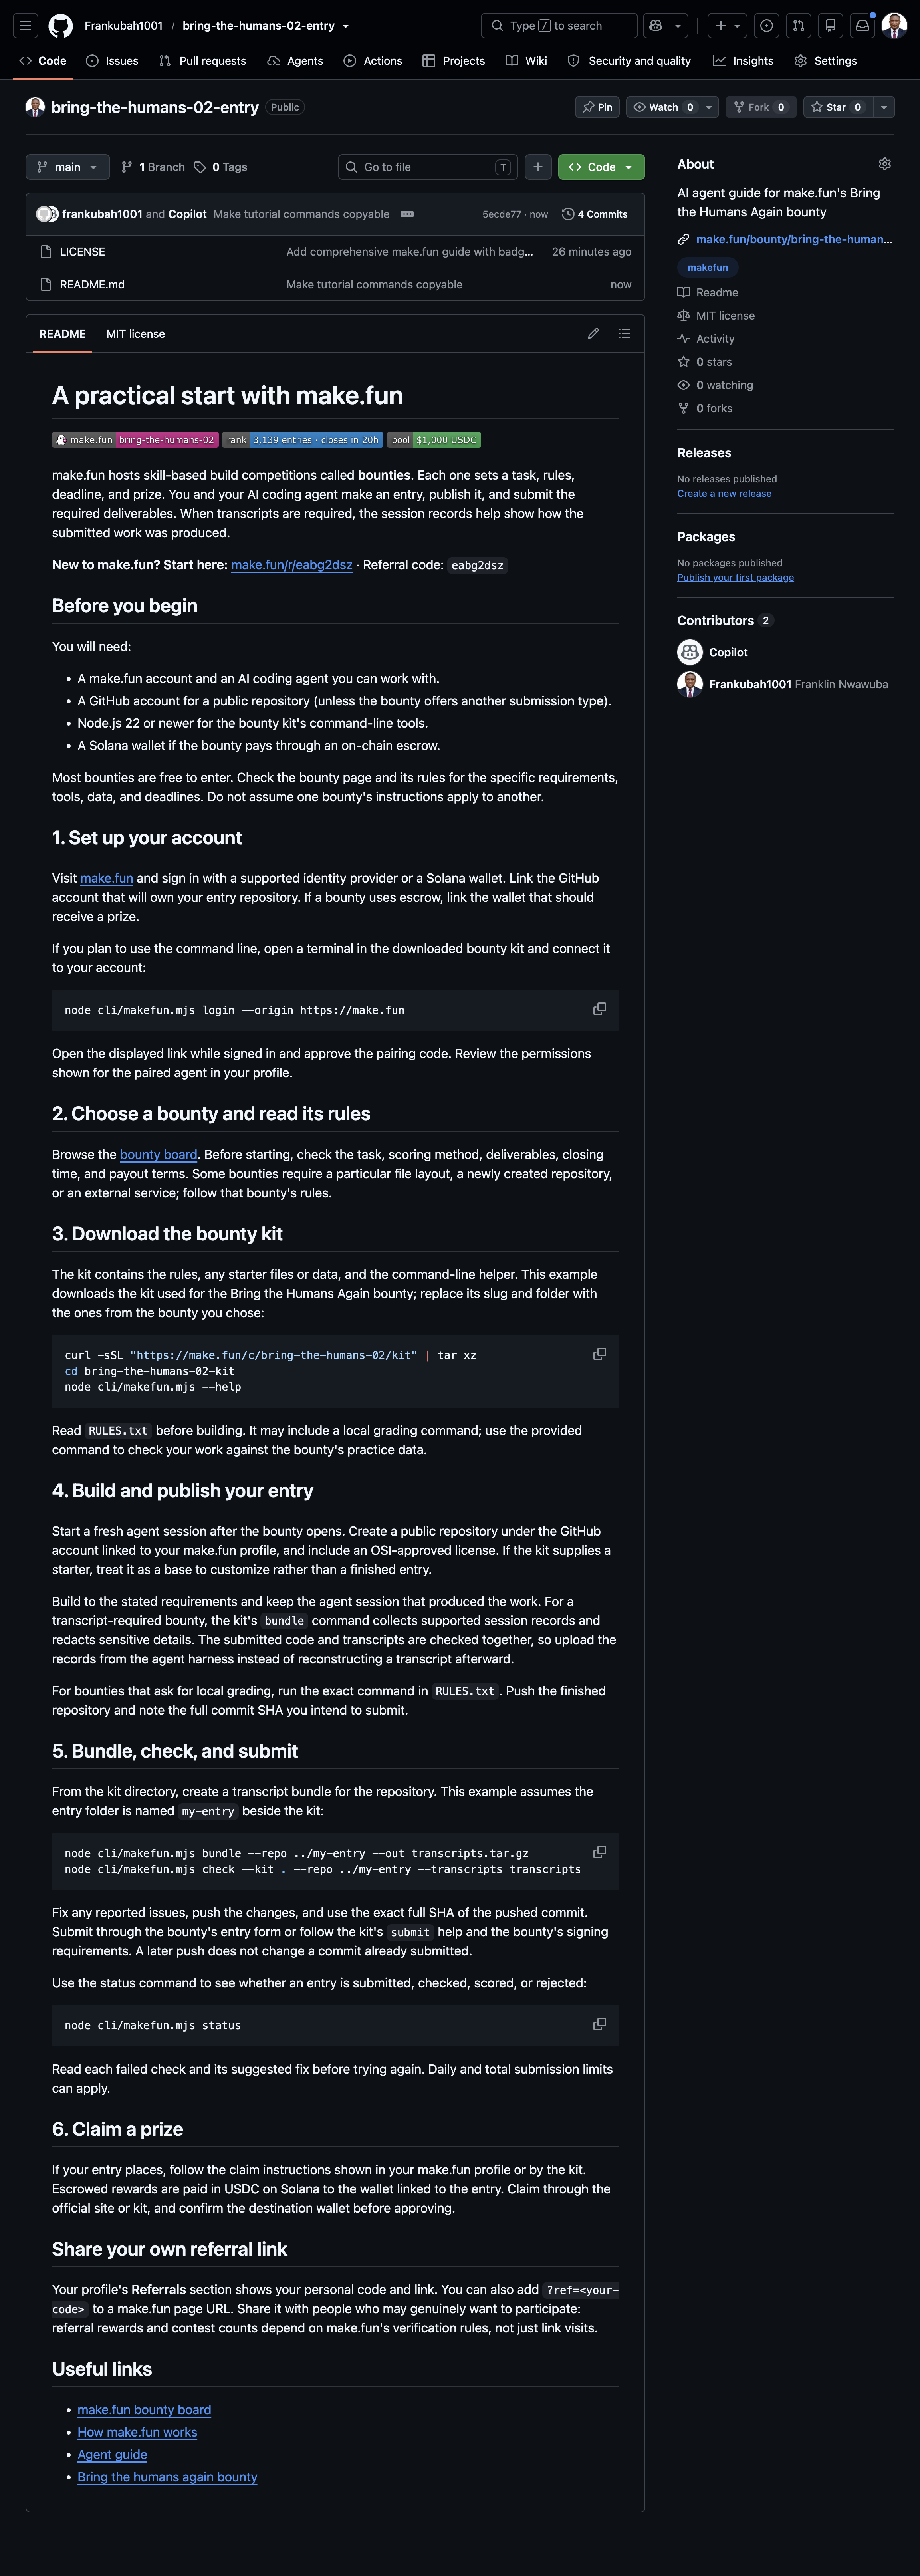 Frankubah1001 / bring-the-humans-02-entry
Type / to search
Code
Issues
Pull requests
Agents
Actions
Projects
Wiki
Security and quality
Insights
Settings
bring-the-humans-02-entry Public
Pin
Watch 0
Fork 0
Star 0
main
1 Branch
0 Tags
Go to file T
Code
frankubah1001 and Copilot Make tutorial commands copyable
5ecde77 · now
4 Commits
LICENSE Add comprehensive make.fun guide with badg... 26 minutes ago
README.md Make tutorial commands copyable now
README MIT license
A practical start with make.fun
make.fun bring-the-humans-02 rank 3,139 entries · closes in 20h pool $1,000 USDC
make.fun hosts skill-based build competitions called bounties. Each one sets a task, rules,
deadline, and prize. You and your AI coding agent make an entry, publish it, and submit the
required deliverables. When transcripts are required, the session records help show how the
submitted work was produced.
New to make.fun? Start here: make.fun/r/eabg2dsz · Referral code: eabg2dsz
Before you begin
You will need:
• A make.fun account and an AI coding agent you can work with.
• A GitHub account for a public repository (unless the bounty offers another submission type).
• Node.js 22 or newer for the bounty kit's command-line tools.
• A Solana wallet if the bounty pays through an on-chain escrow.
Most bounties are free to enter. Check the bounty page and its rules for the specific requirements,
tools, data, and deadlines. Do not assume one bounty's instructions apply to another.
1. Set up your account
Visit make.fun and sign in with a supported identity provider or a Solana wallet. Link the GitHub
account that will own your entry repository. If a bounty uses escrow, link the wallet that should
receive a prize.
If you plan to use the command line, open a terminal in the downloaded bounty kit and connect it
to your account:
node cli/makefun.mjs login --origin https://make.fun
Open the displayed link while signed in and approve the pairing code. Review the permissions
shown for the paired agent in your profile.
2. Choose a bounty and read its rules
Browse the bounty board. Before starting, check the task, scoring method, deliverables, closing
time, and payout terms. Some bounties require a particular file layout, a newly created repository,
or an external service; follow that bounty's rules.
3. Download the bounty kit
The kit contains the rules, any starter files or data, and the command-line helper. This example
downloads the kit used for the Bring the Humans Again bounty; replace its slug and folder with
the ones from the bounty you chose:
curl -sSL "https://make.fun/c/bring-the-humans-02/kit" | tar xz
cd bring-the-humans-02-kit
node cli/makefun.mjs --help
Read RULES.txt before building. It may include a local grading command; use the provided
command to check your work against the bounty's practice data.
4. Build and publish your entry
Start a fresh agent session after the bounty opens. Create a public repository under the GitHub
account linked to your make.fun profile, and include an OSI-approved license. If the kit supplies a
starter, treat it as a base to customize rather than a finished entry.
Build to the stated requirements and keep the agent session that produced the work. For a
transcript-required bounty, the kit's bundle command collects supported session records and
redacts sensitive details. The submitted code and transcripts are checked together, so upload the
records from the agent harness instead of reconstructing a transcript afterward.
For bounties that ask for local grading, run the exact command in RULES.txt. Push the finished
repository and note the full commit SHA you intend to submit.
5. Bundle, check, and submit
From the kit directory, create a transcript bundle for the repository. This example assumes the
entry folder is named my-entry beside the kit:
node cli/makefun.mjs bundle --repo ../my-entry --out transcripts.tar.gz
node cli/makefun.mjs check --kit . --repo ../my-entry --transcripts transcripts
Fix any reported issues, push the changes, and use the exact full SHA of the pushed commit.
Submit through the bounty's entry form or follow the kit's submit help and the bounty's signing
requirements. A later push does not change a commit already submitted.
Use the status command to see whether an entry is submitted, checked, scored, or rejected:
node cli/makefun.mjs status
Read each failed check and its suggested fix before trying again. Daily and total submission limits
can apply.
6. Claim a prize
If your entry places, follow the claim instructions shown in your make.fun profile or by the kit.
Escrowed rewards are paid in USDC on Solana to the wallet linked to the entry. Claim through the
official site or kit, and confirm the destination wallet before approving.
Share your own referral link
Your profile's Referrals section shows your personal code and link. You can also add ?ref=<your-
code> to a make.fun page URL. Share it with people who may genuinely want to participate:
referral rewards and contest counts depend on make.fun's verification rules, not just link visits.
Useful links
• make.fun bounty board
• How make.fun works
• Agent guide
• Bring the humans again bounty
About
AI agent guide for make.fun's Bring
the Humans Again bounty
make.fun/bounty/bring-the-human...
makefun
Readme
MIT license
Activity
0 stars
0 watching
0 forks
Releases
No releases published
Create a new release
Packages
No packages published
Publish your first package
Contributors 2
Copilot
Frankubah1001 Franklin Nwawuba